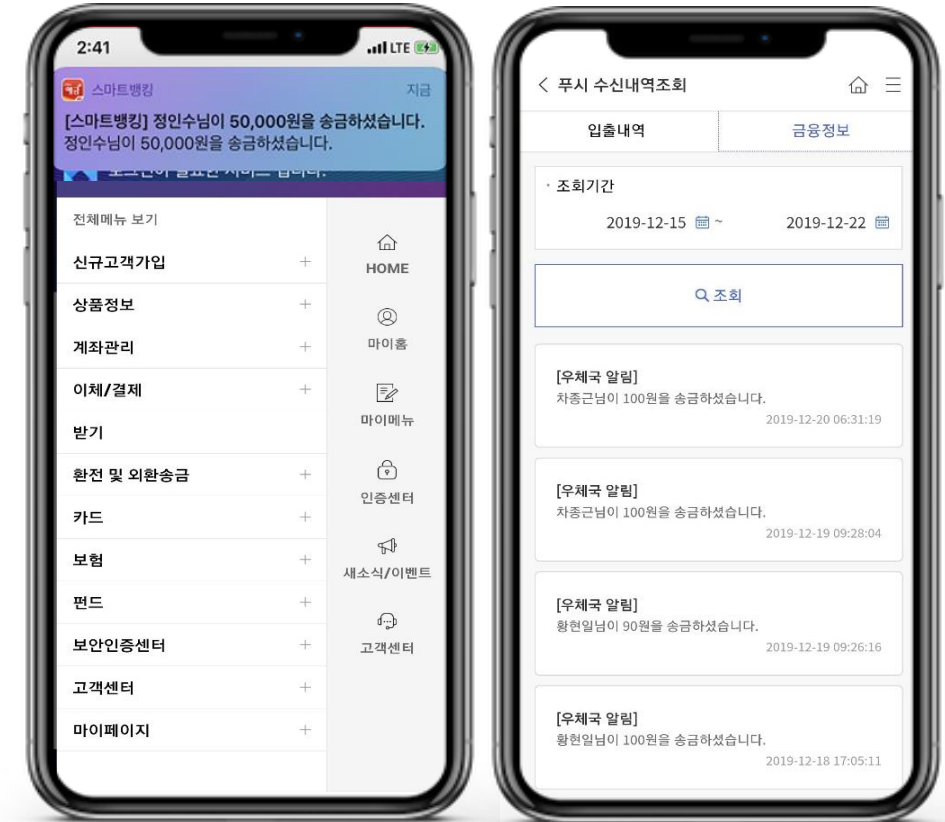 2:41
LTE
스마트뱅킹
지금
[스마트뱅킹] 정인수님이 50,000원을 송금하셨습니다.
정인수님이 50,000원을 송금하셨습니다.
전체메뉴 보기
신규고객가입
상품정보
계좌관리
이체/결제
받기
환전 및 외환송금
카드
보험
펀드
보안인증센터
고객센터
마이페이지
HOME
마이홈
마이메뉴
인증센터
새소식/이벤트
고객센터
푸시 수신내역조회
입출내역
금융정보
· 조회기간
2019-12-15 ~ 2019-12-22
조회
[우체국 알림]
차종근님이 100원을 송금하셨습니다.
2019-12-20 06:31:19
[우체국 알림]
차종근님이 100원을 송금하셨습니다.
2019-12-19 09:28:04
[우체국 알림]
황현일님이 90원을 송금하셨습니다.
2019-12-19 09:26:16
[우체국 알림]
황현일님이 100원을 송금하셨습니다.
2019-12-18 17:05:11